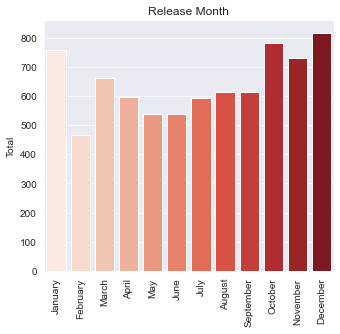 Release Month
Total
800
700
600
500
400
300
200
100
0
January
February
March
April
May
June
July
August
September
October
November
December